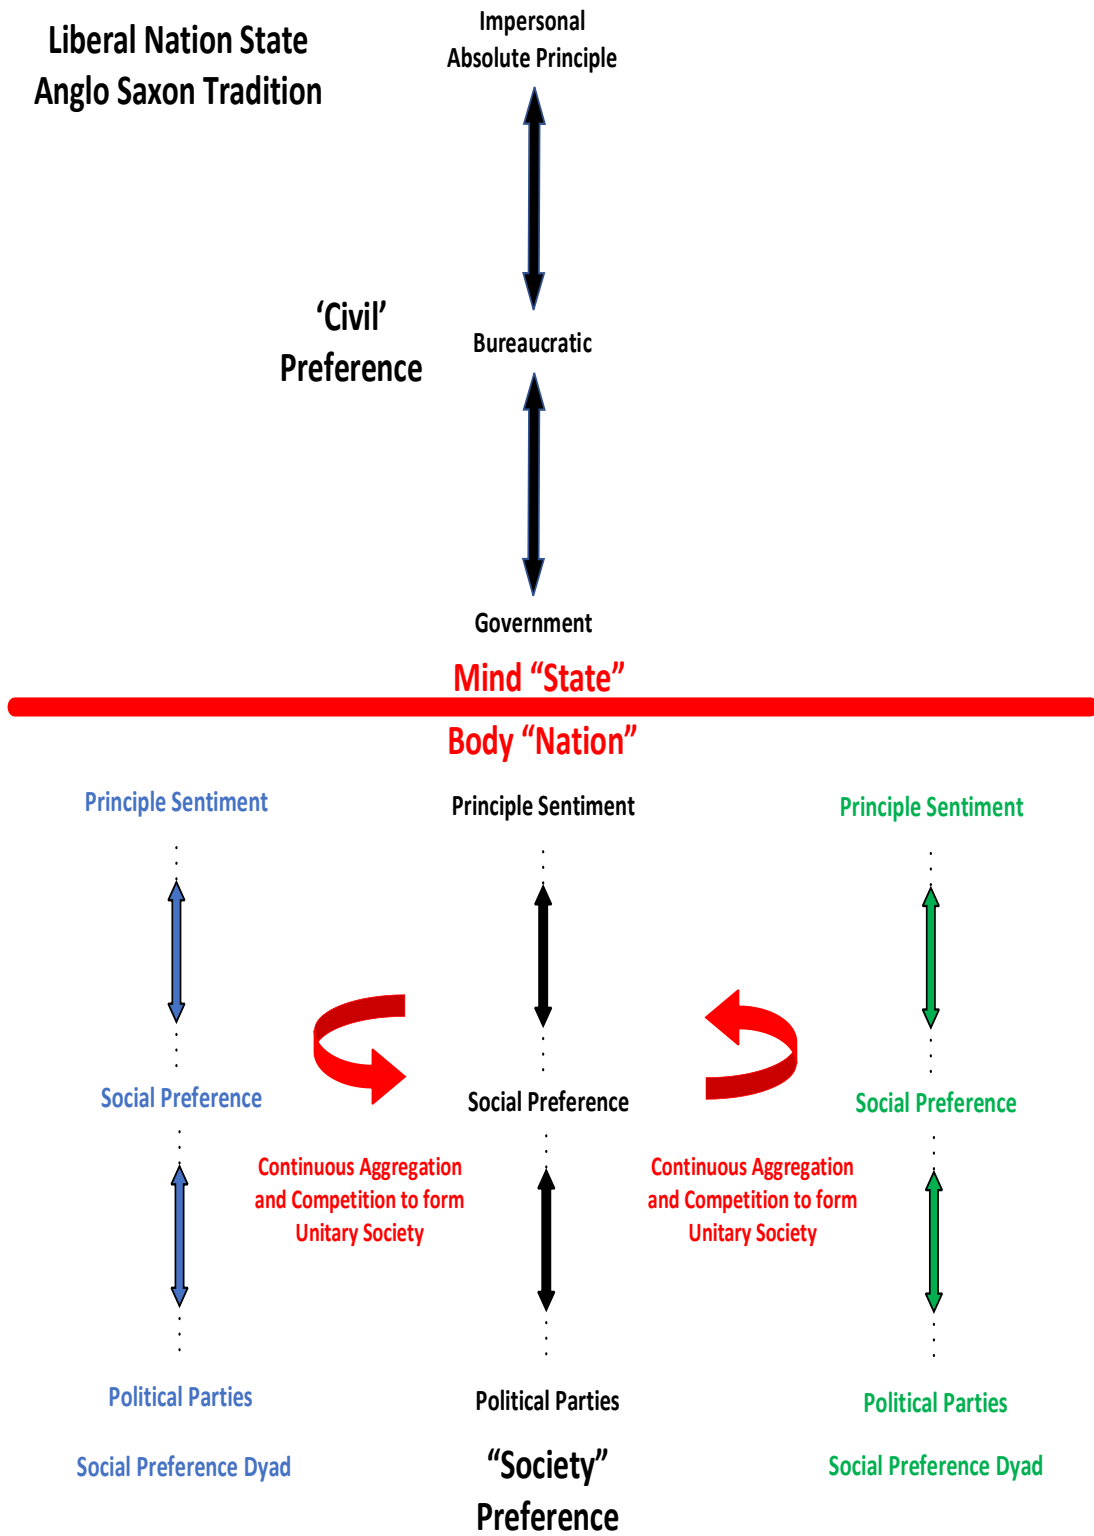 Liberal Nation State
Anglo Saxon Tradition
Impersonal
Absolute Principle
‘Civil’
Preference
Bureaucratic
Government
Mind “State”
Body “Nation”
Principle Sentiment
Principle Sentiment
Principle Sentiment
Social Preference
Social Preference
Social Preference
Continuous Aggregation
and Competition to form
Unitary Society
Continuous Aggregation
and Competition to form
Unitary Society
Political Parties
Political Parties
Political Parties
Social Preference Dyad
“Society”
Preference
Social Preference Dyad